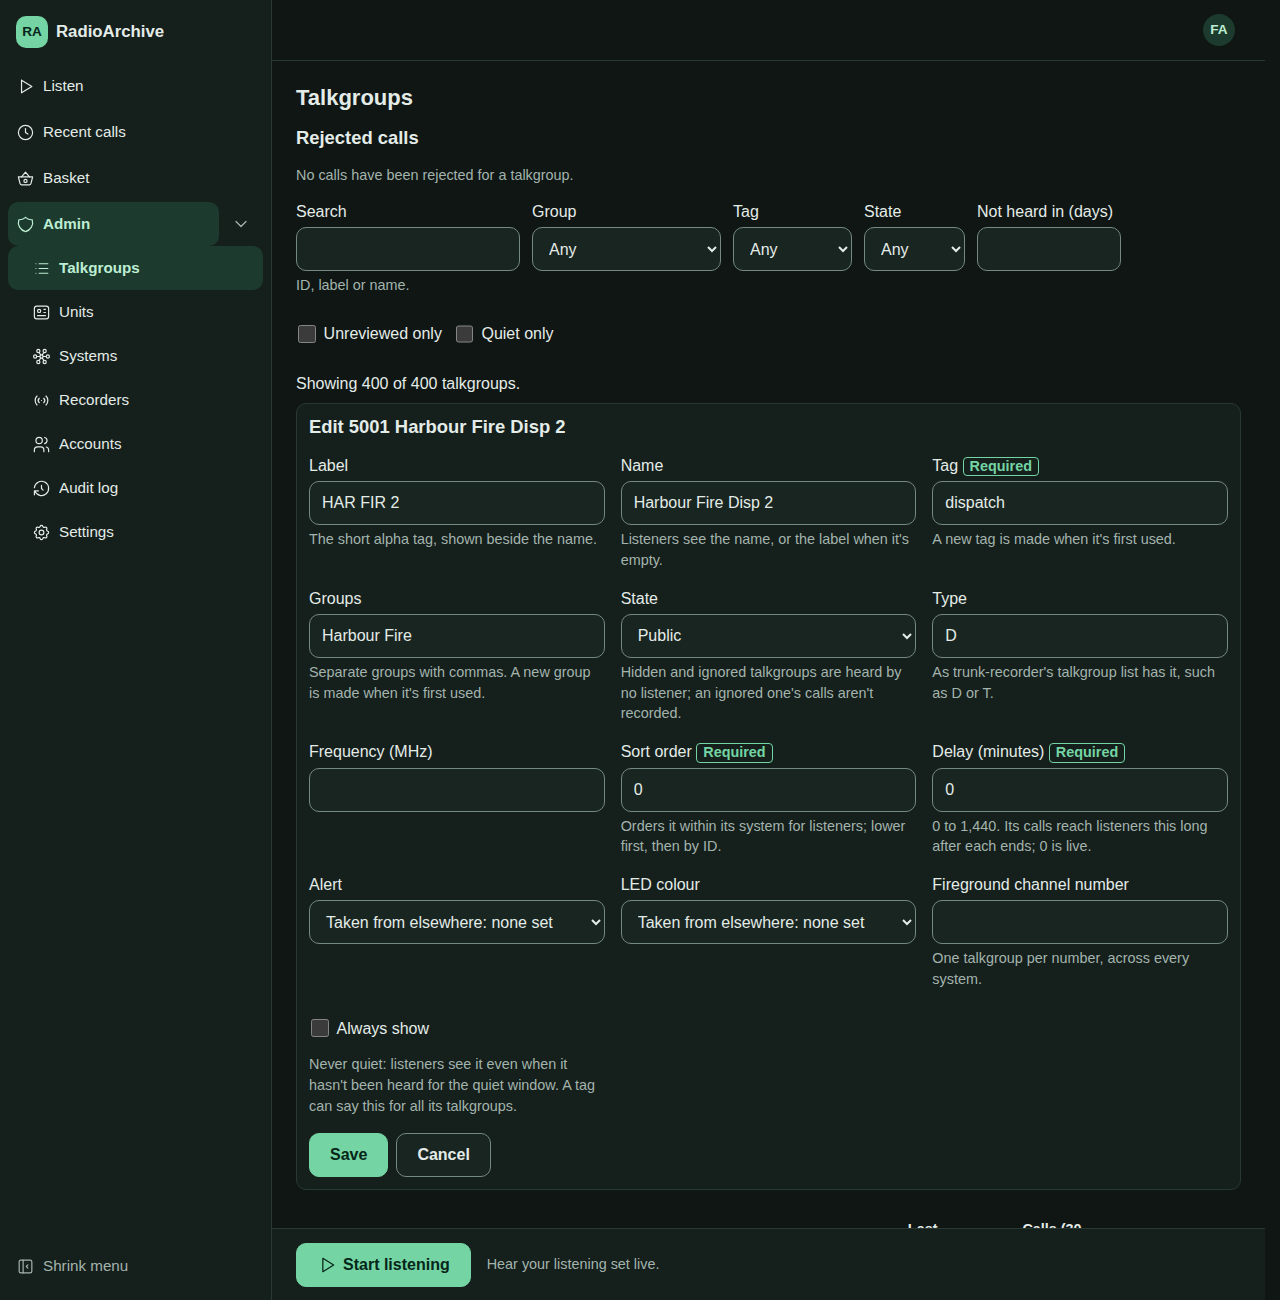 RA RadioArchive
FA
Listen
Recent calls
Basket
Admin
Talkgroups
Units
Systems
Recorders
Accounts
Audit log
Settings
Shrink menu
Talkgroups
Rejected calls
No calls have been rejected for a talkgroup.
Search Group Tag State Not heard in (days)
Any Any Any
ID, label or name.
Unreviewed only Quiet only
Showing 400 of 400 talkgroups.
Edit 5001 Harbour Fire Disp 2
Label Name Tag Required
HAR FIR 2 Harbour Fire Disp 2 dispatch
The short alpha tag, shown beside the name. Listeners see the name, or the label when it's A new tag is made when it's first used.
empty.
Groups State Type
Harbour Fire Public D
Separate groups with commas. A new group Hidden and ignored talkgroups are heard by As trunk-recorder's talkgroup list has it, such
is made when it's first used. no listener; an ignored one's calls aren't as D or T.
recorded.
Frequency (MHz) Sort order Required Delay (minutes) Required
0 0
Orders it within its system for listeners; lower 0 to 1,440. Its calls reach listeners this long
first, then by ID. after each ends; 0 is live.
Alert LED colour Fireground channel number
Taken from elsewhere: none set Taken from elsewhere: none set
One talkgroup per number, across every
system.
Always show
Never quiet: listeners see it even when it
hasn't been heard for the quiet window. A tag
can say this for all its talkgroups.
Save Cancel
Last Calls (30
Start listening Hear your listening set live.